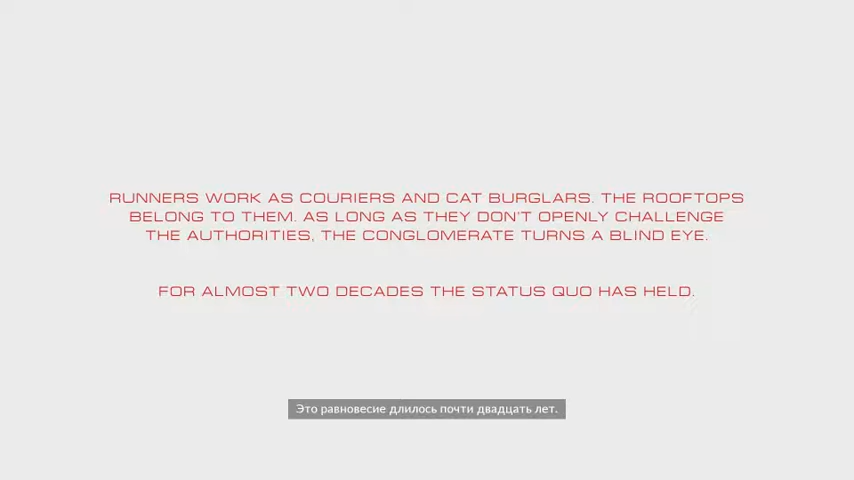 RUNNERS WORK AS COURIERS AND CAT BURGLARS. THE ROOFTOPS
BELONG TO THEM. AS LONG AS THEY DON'T OPENLY CHALLENGE
THE AUTHORITIES, THE CONGLOMERATE TURNS A BLIND EYE.
FOR ALMOST TWO DECADES THE STATUS QUO HAS HELD.
Это равновесие длилось почти двадцать лет.